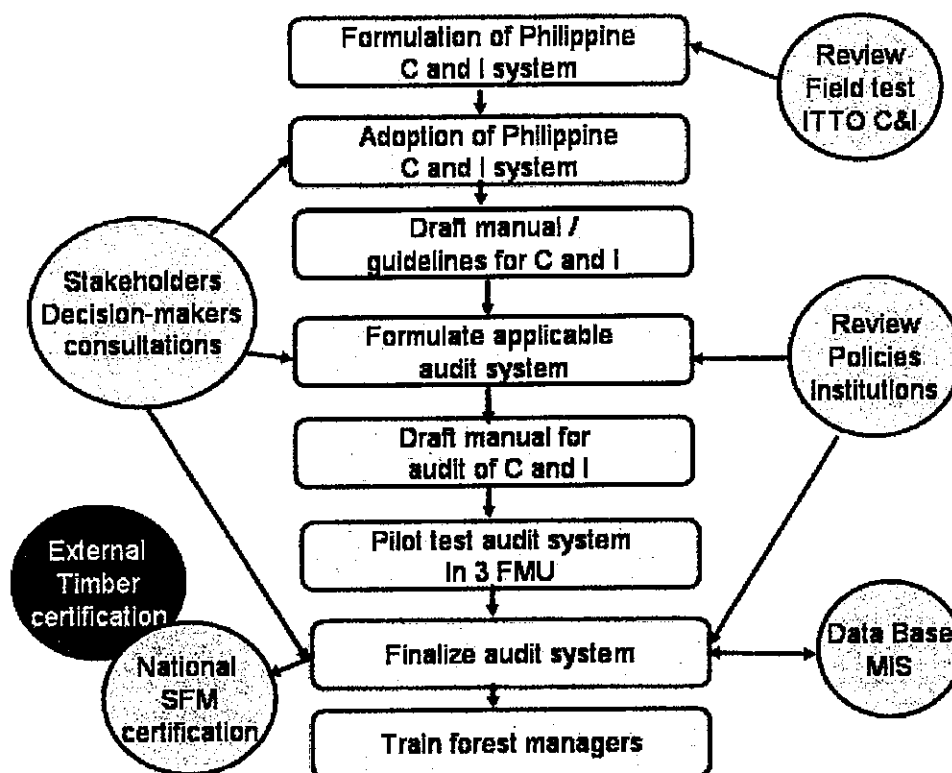 Formulation of Philippine
C and I system
Review
Field test
ITTO C&I
Adoption of Philippine
C and I system
Draft manual /
guidelines for C and I
Stakeholders
Decision-makers
consultations
Formulate applicable
audit system
Review
Policies
Institutions
Draft manual for
audit of C and I
Pilot test audit system
In 3 FMU
External
Timber
certification
Finalize audit system
Data Base
MIS
National
SFM
certification
Train forest managers